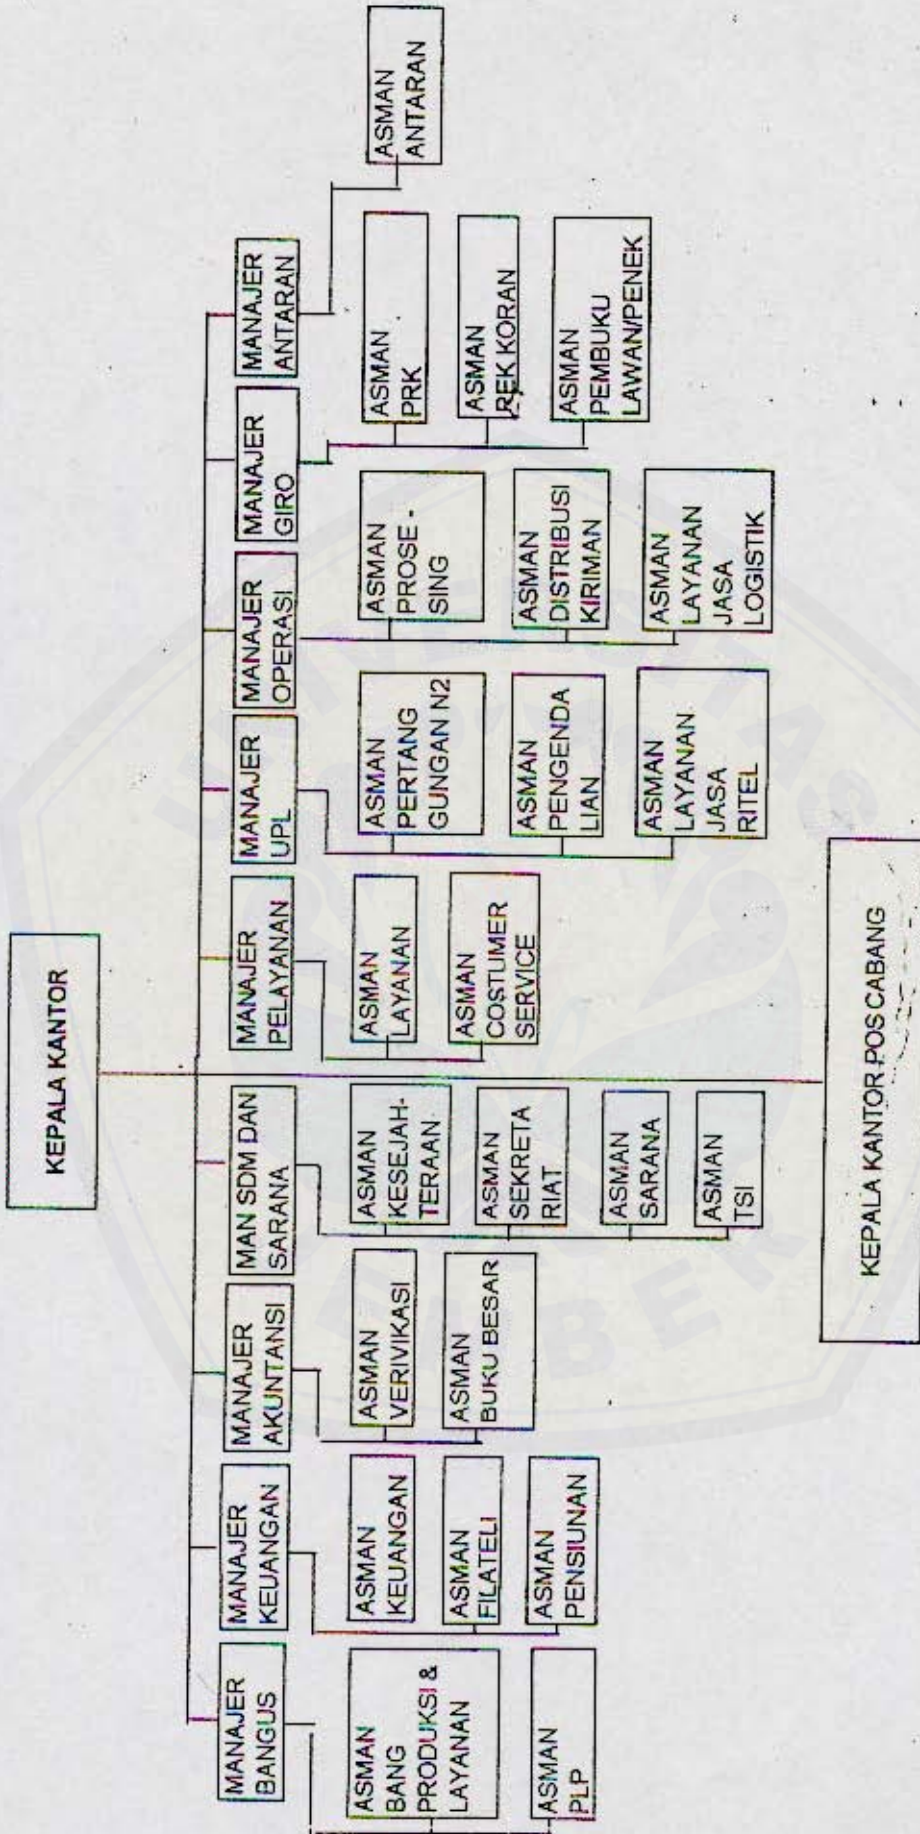 KEPALA KANTOR
MANAJER
BANGUS
MANAJER
KEUANGAN
MANAJER
AKUNTANSI
MAN SDM DAN
SARANA
MANAJER
PELAYANAN
MANAJER
UPL
MANAJER
OPERASI
MANAJER
GIRO
MANAJER
ANTARAN
ASMAN
BANG
PRODUKSI &
LAYANAN
ASMAN
PLP
ASMAN
KEUANGAN
ASMAN
FILATELI
ASMAN
PENSIUNAN
ASMAN
VERIVIKASI
ASMAN
BUKU BESAR
ASMAN
KESEJAH-
TERAAN
ASMAN
SEKRETA
RIAT
ASMAN
SARANA
ASMAN
TSI
ASMAN
LAYANAN
ASMAN
COSTUMER
SERVICE
ASMAN
PERTANG
GUNGAN N2
ASMAN
PENGENDA
LIAN
ASMAN
LAYANAN
JASA
RITEL
ASMAN
PROSE -
SING
ASMAN
DISTRIBUSI
KIRIMAN
ASMAN
LAYANAN
JASA
LOGISTIK
ASMAN
PRK
ASMAN
REK KORAN
ASMAN
PEMBUKU
LAWAN/PENEK
ASMAN
ANTARAN
KEPALA KANTOR POS CABANG
UNIVERSITAS
JEMBER